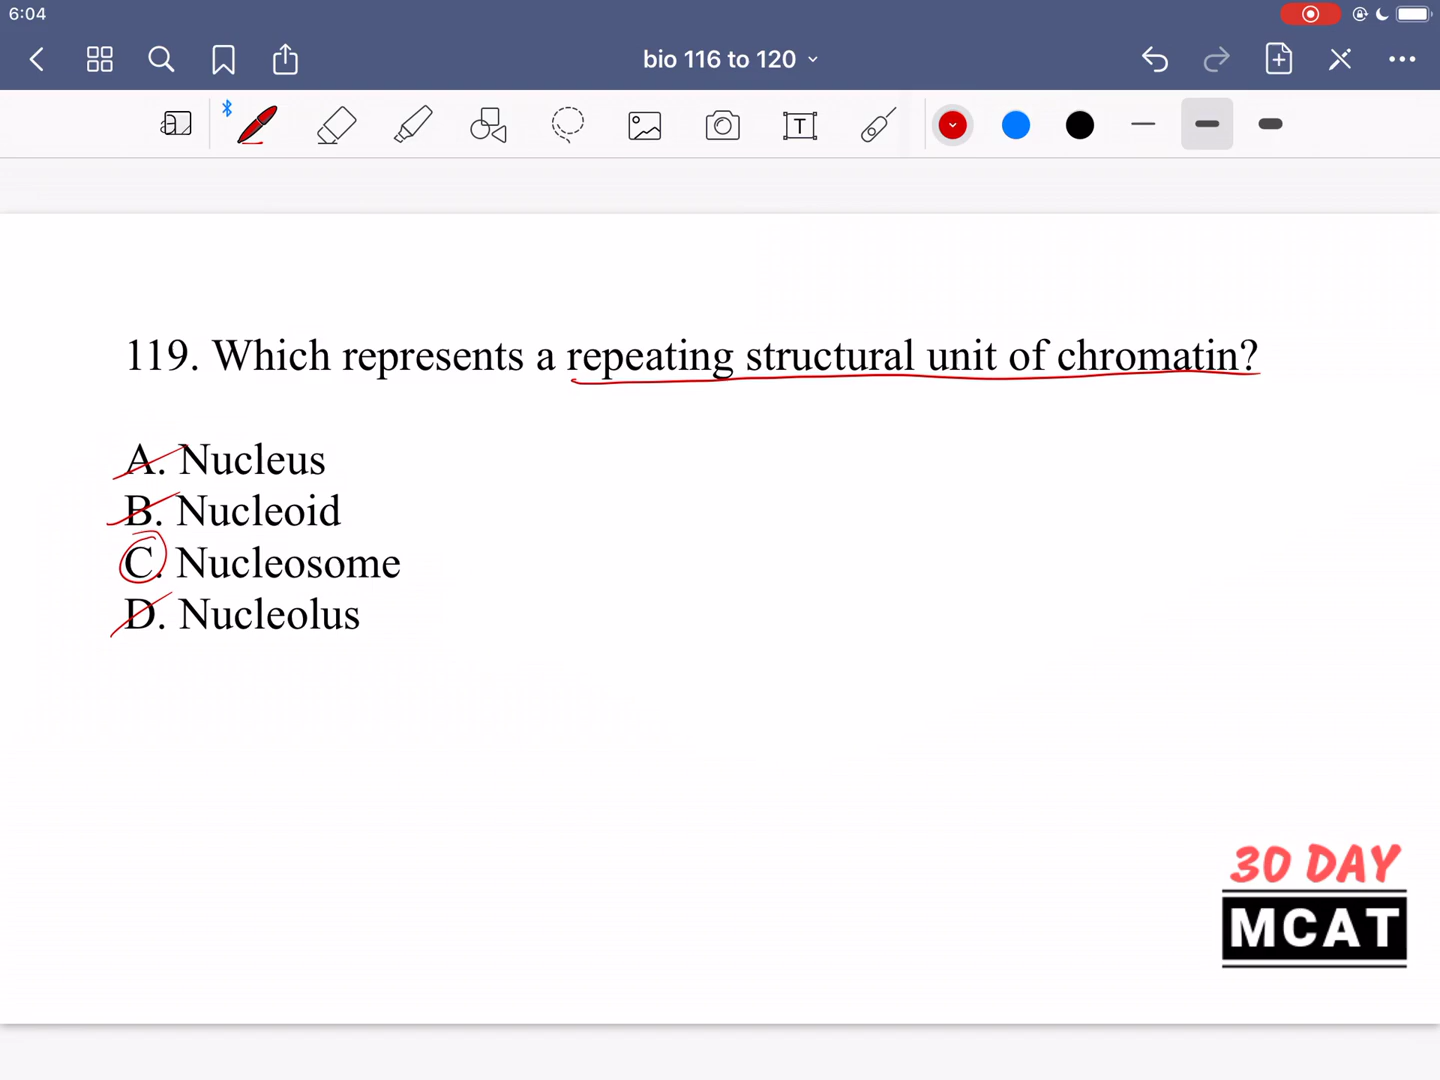 6:04
bio 116 to 120
T
119. Which represents a repeating structural unit of chromatin?
A. Nucleus
B. Nucleoid
C. Nucleosome
D. Nucleolus
30 DAY
MCAT